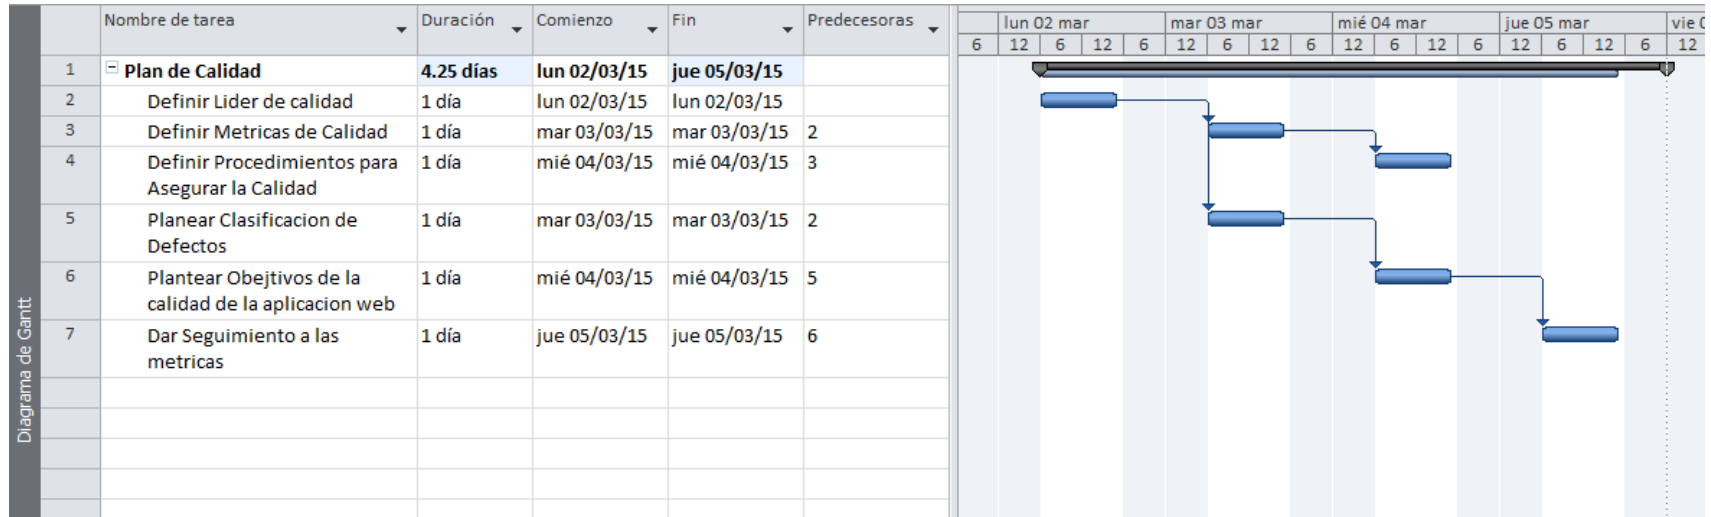 Nombre de tarea Duración Comienzo Fin Predecesoras
lun 02 mar mar 03 mar mié 04 mar jue 05 mar vie
6 12 6 12 6 12 6 12 6 12 6 12 6 12 6 12 6 12
1 Plan de Calidad 4.25 días lun 02/03/15 jue 05/03/15
2 Definir Lider de calidad 1 día lun 02/03/15 lun 02/03/15
3 Definir Metricas de Calidad 1 día mar 03/03/15 mar 03/03/15 2
4 Definir Procedimientos para 1 día mié 04/03/15 mié 04/03/15 3
Asegurar la Calidad
5 Planear Clasificacion de 1 día mar 03/03/15 mar 03/03/15 2
Defectos
6 Plantear Obejtivos de la 1 día mié 04/03/15 mié 04/03/15 5
calidad de la aplicacion web
7 Dar Seguimiento a las 1 día jue 05/03/15 jue 05/03/15 6
metricas
Diagrama de Gantt